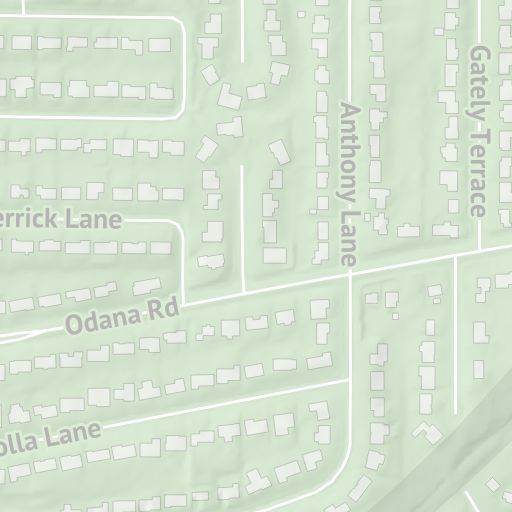 Gately Terrace
Anthony Lane
errick Lane
Odana Rd
olla Lane